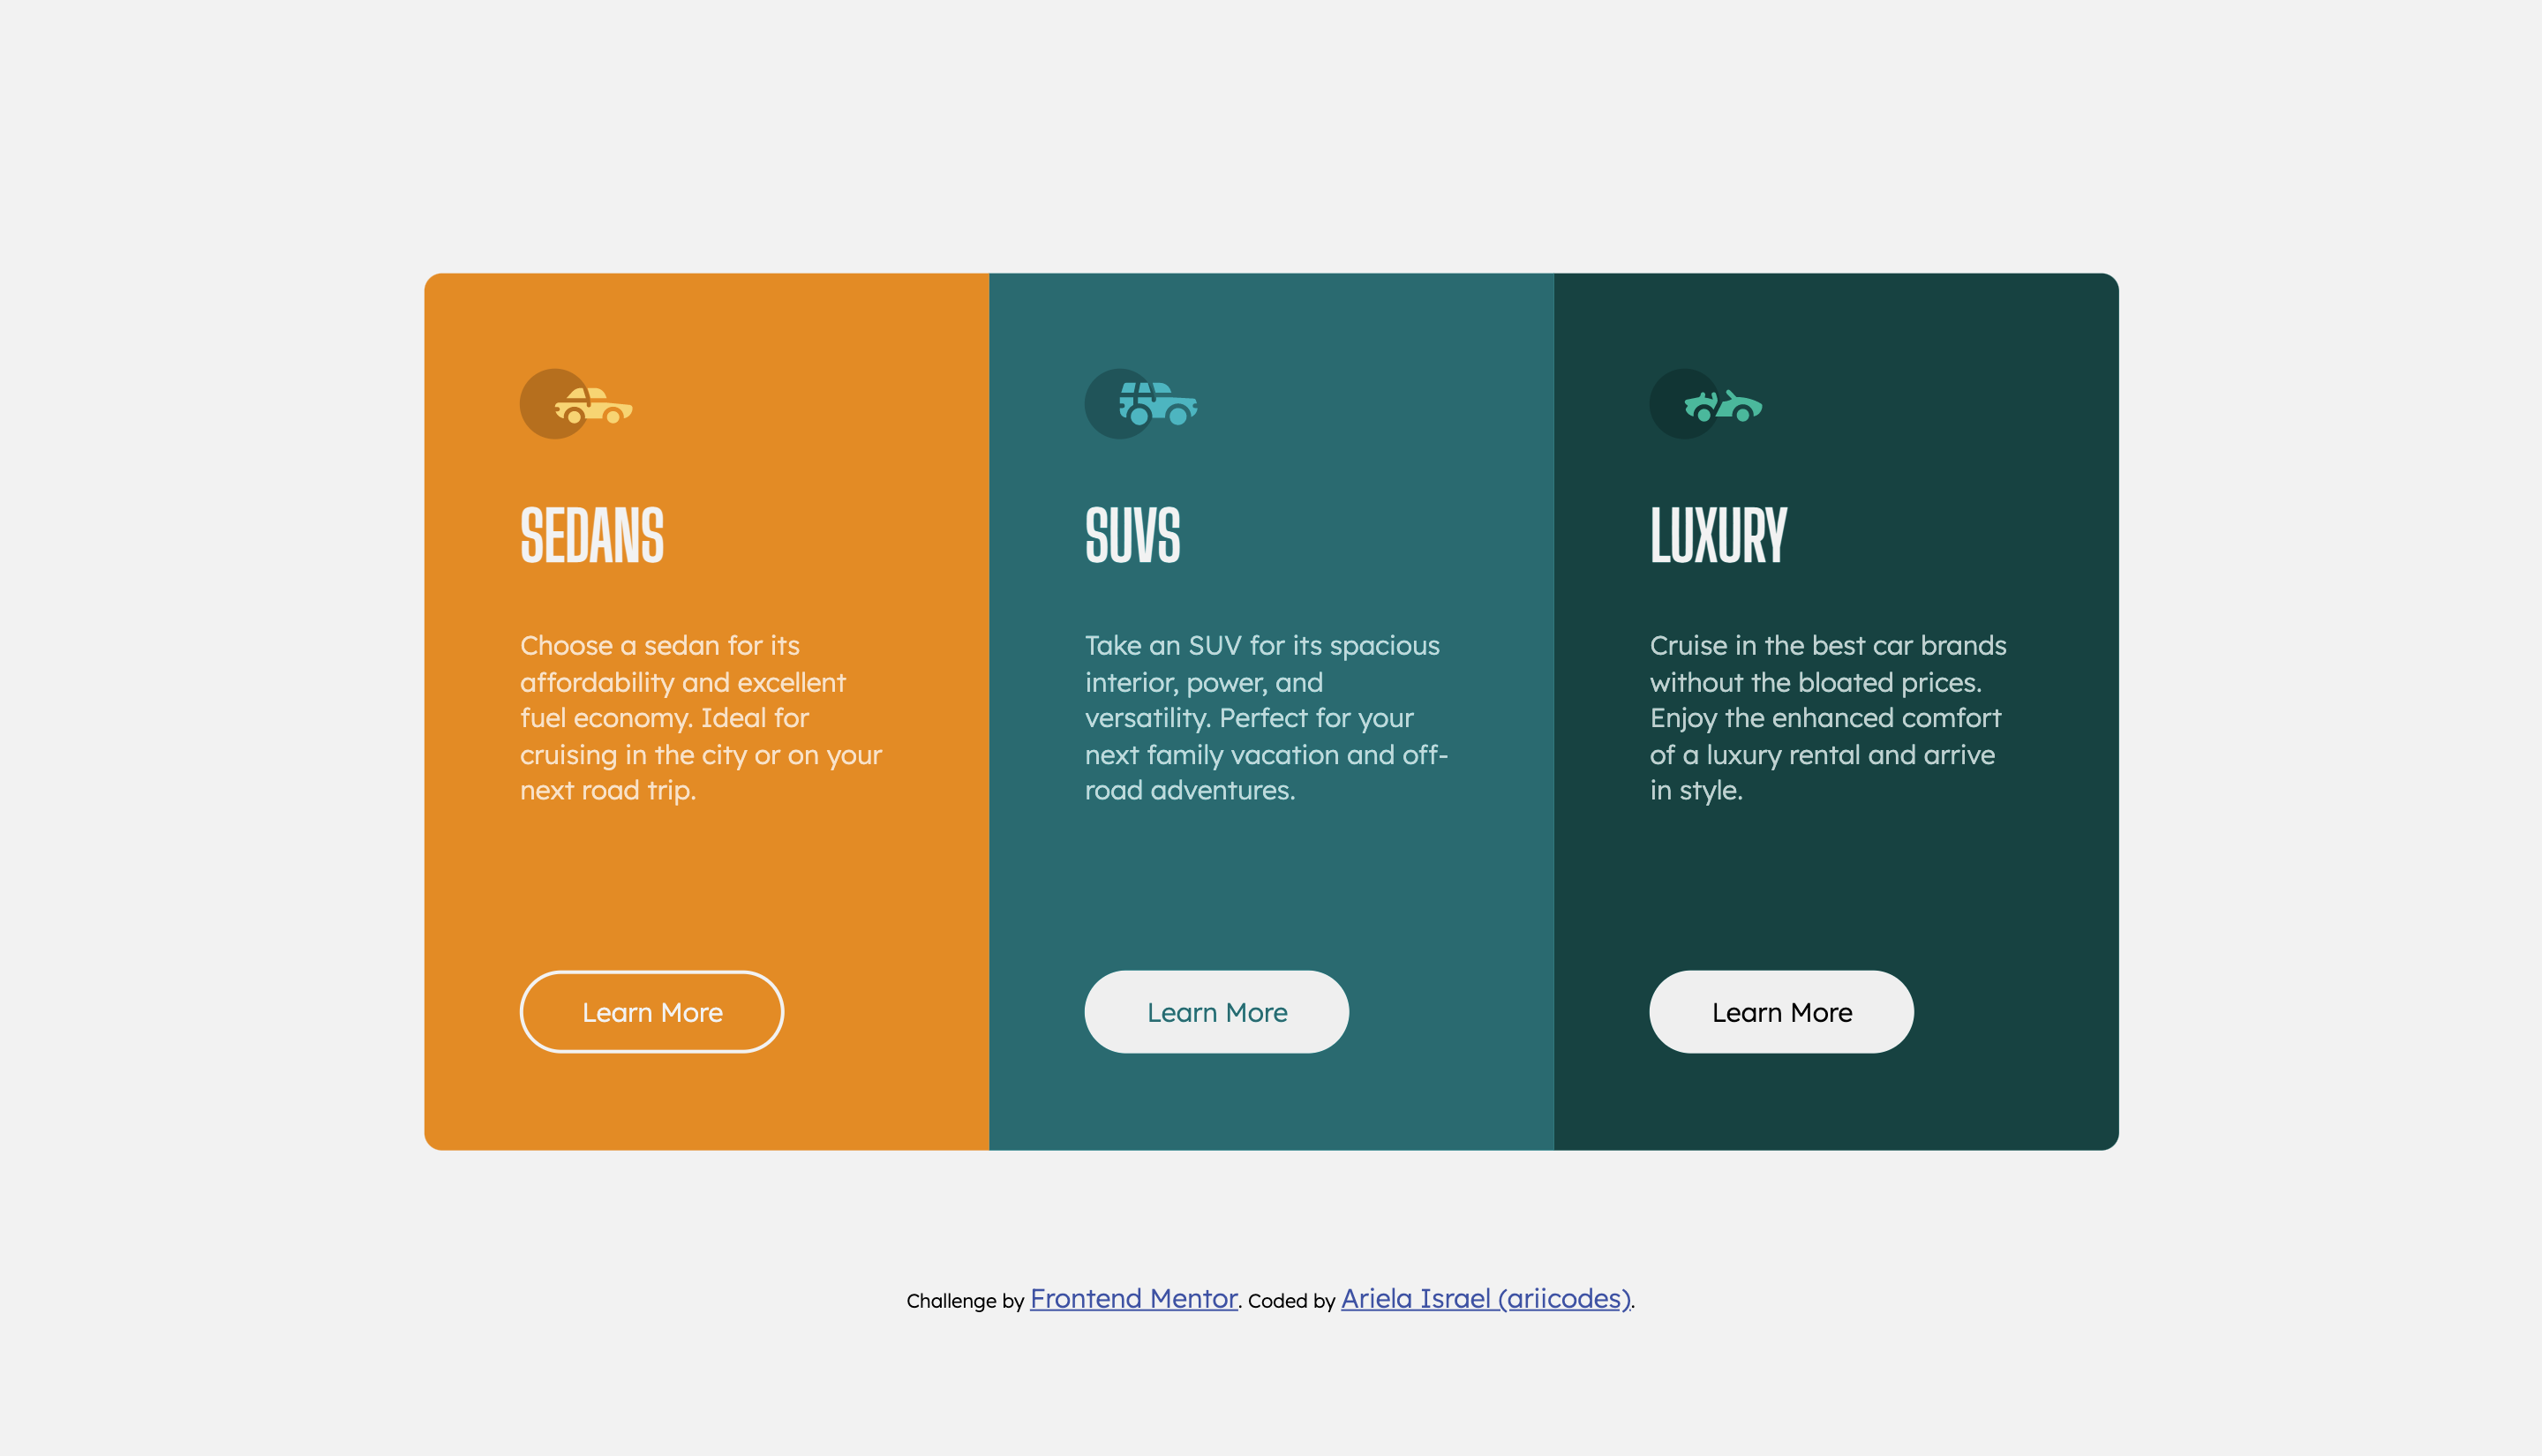 SEDANS
Choose a sedan for its
affordability and excellent
fuel economy. Ideal for
cruising in the city or on your
next road trip.
Learn More
SUVS
Take an SUV for its spacious
interior, power, and
versatility. Perfect for your
next family vacation and off-
road adventures.
Learn More
LUXURY
Cruise in the best car brands
without the bloated prices.
Enjoy the enhanced comfort
of a luxury rental and arrive
in style.
Learn More
Challenge by Frontend Mentor. Coded by Ariela Israel (ariicodes).